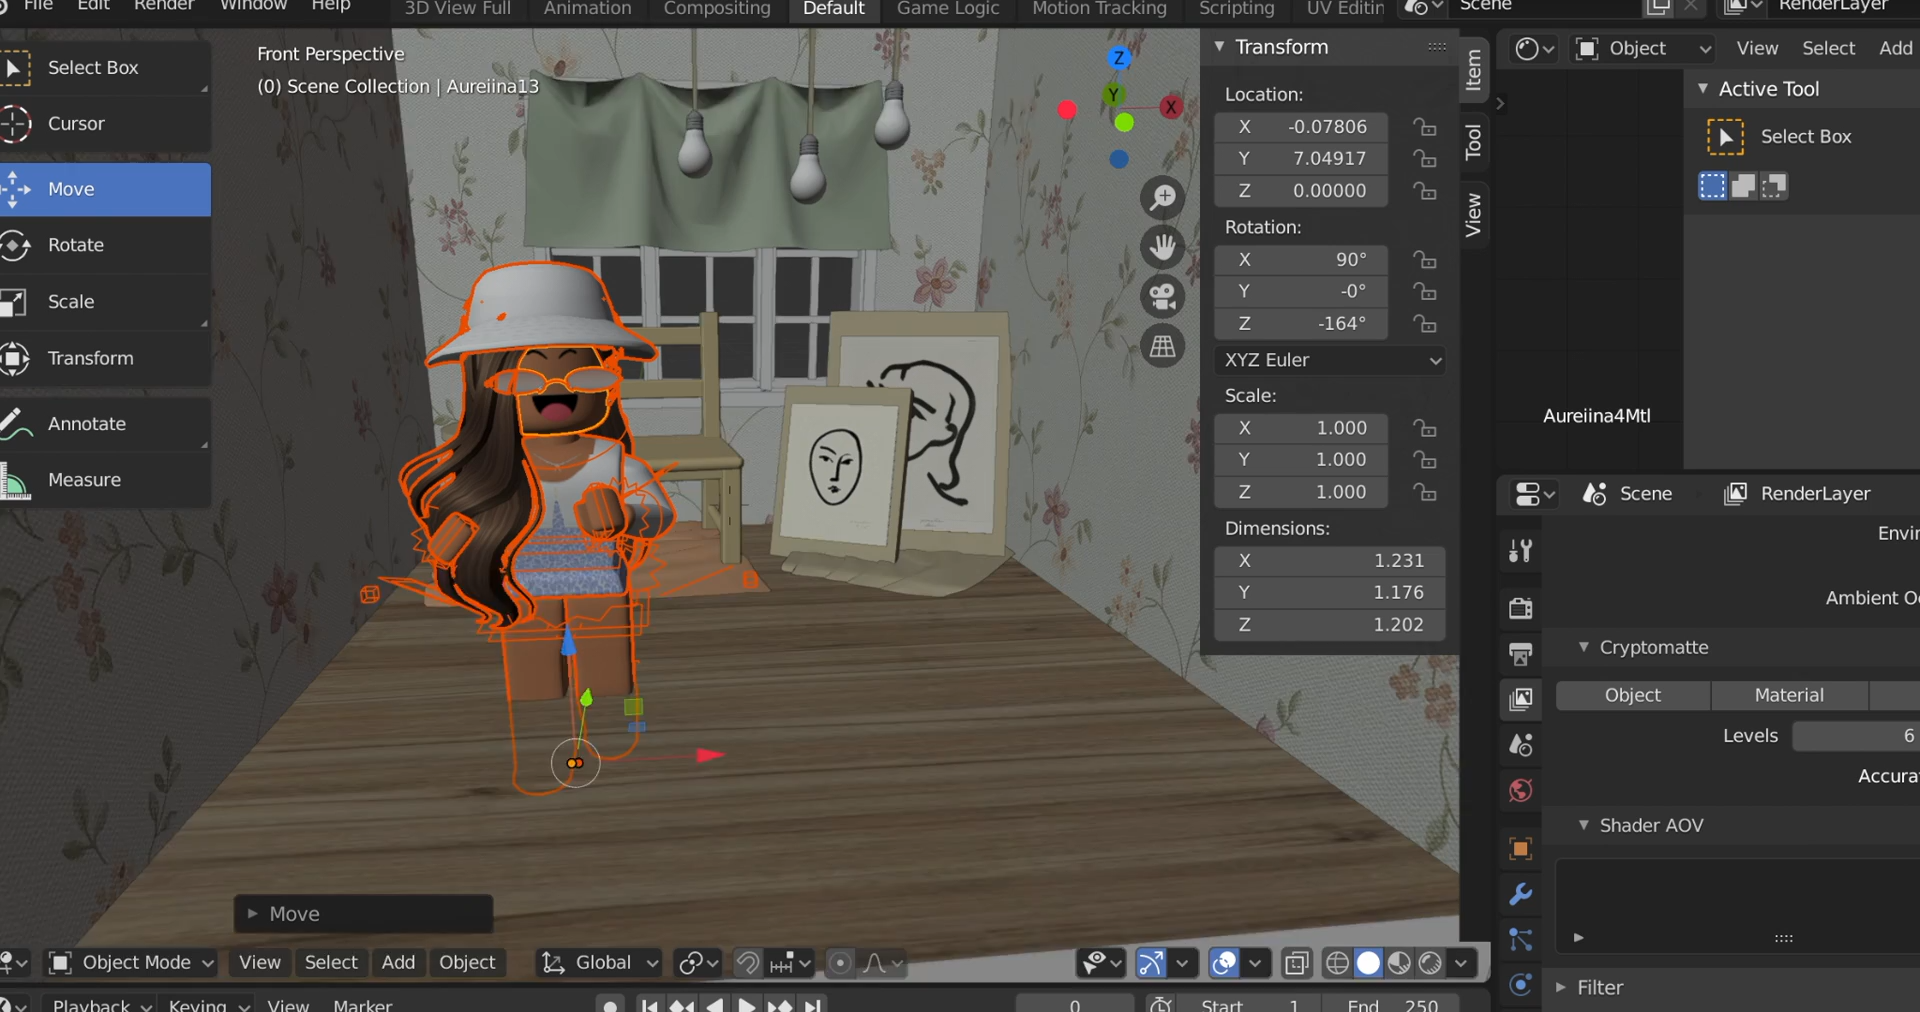 File Edit Render Window Help 3D View Full Animation Compositing Default Game Logic Motion Tracking Scripting UV Editin Scene RenderLayer
Select Box
Cursor
Move
Rotate
Scale
Transform
Annotate
Measure
Front Perspective
(0) Scene Collection | Aureiina13
Z
Y
X
Transform
Location:
X -0.07806
Y 7.04917
Z 0.00000
Rotation:
X 90°
Y -0°
Z -164°
XYZ Euler
Scale:
X 1.000
Y 1.000
Z 1.000
Dimensions:
X 1.231
Y 1.176
Z 1.202
Item
Tool
View
Object View Select Add
Active Tool
Select Box
Aureiina4Mtl
Scene RenderLayer
Envir
Ambient Oc
Cryptomatte
Object Material
Levels 6
Accurat
Shader AOV
Filter
Move
Object Mode View Select Add Object Global
Playback Keying View Marker 0 Start 1 End 250